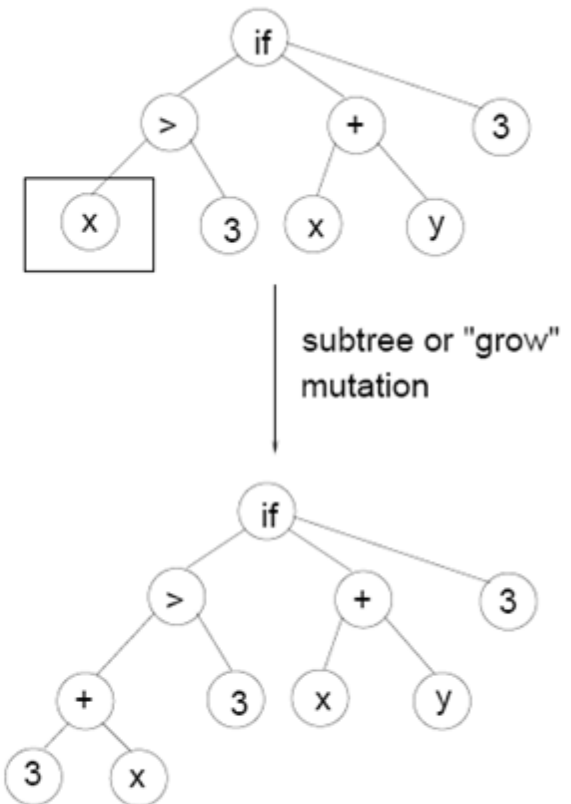 if
> + 3
x 3 x y
subtree or "grow"
mutation
if
> + 3
+ 3 x y
3 x